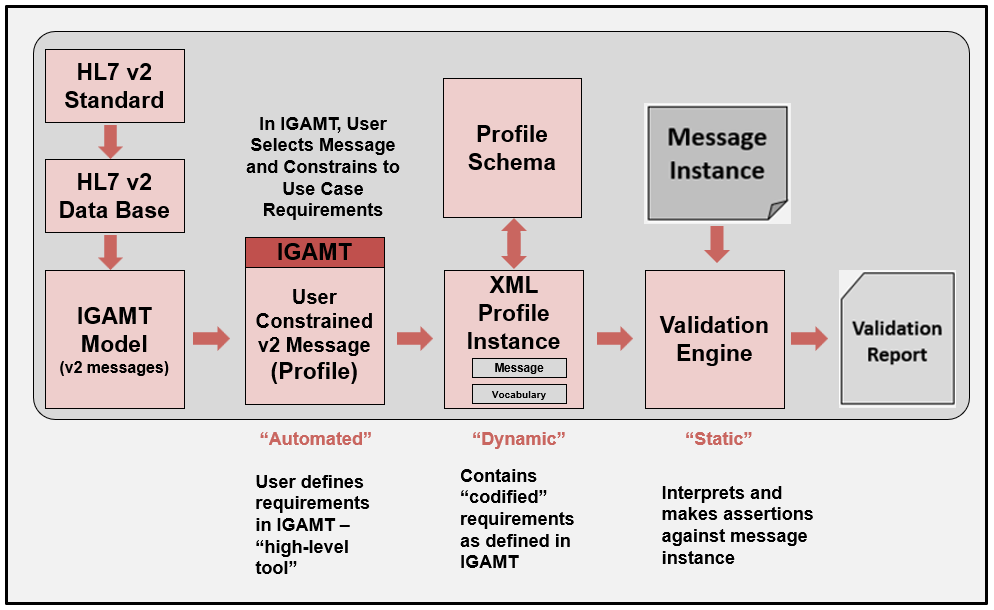 HL7 v2
Standard
HL7 v2
Data Base
IGAMT
Model
(v2 messages)
In IGAMT, User
Selects Message
and Constrains to
Use Case
Requirements
IGAMT
User
Constrained
v2 Message
(Profile)
Profile
Schema
XML
Profile
Instance
Message
Vocabulary
Message
Instance
Validation
Engine
Validation
Report
“Automated”
“Dynamic”
“Static”
User defines
requirements
in IGAMT –
“high-level
tool”
Contains
“codified”
requirements
as defined in
IGAMT
Interprets and
makes assertions
against message
instance